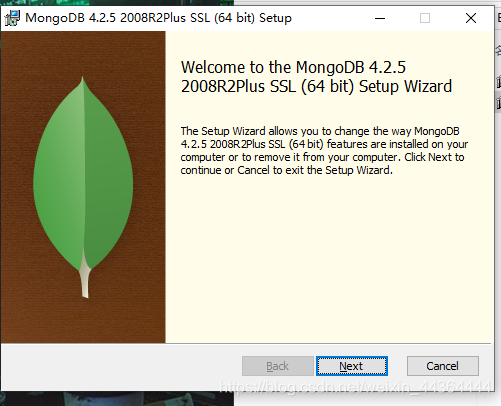 MongoDB 4.2.5 2008R2Plus SSL (64 bit) Setup
Welcome to the MongoDB 4.2.5
2008R2Plus SSL (64 bit) Setup Wizard
The Setup Wizard allows you to change the way MongoDB
4.2.5 2008R2Plus SSL (64 bit) features are installed on your
computer or to remove it from your computer. Click Next to
continue or Cancel to exit the Setup Wizard.
Back Next Cancel
https://blog.csdn.net/weixin_44364444